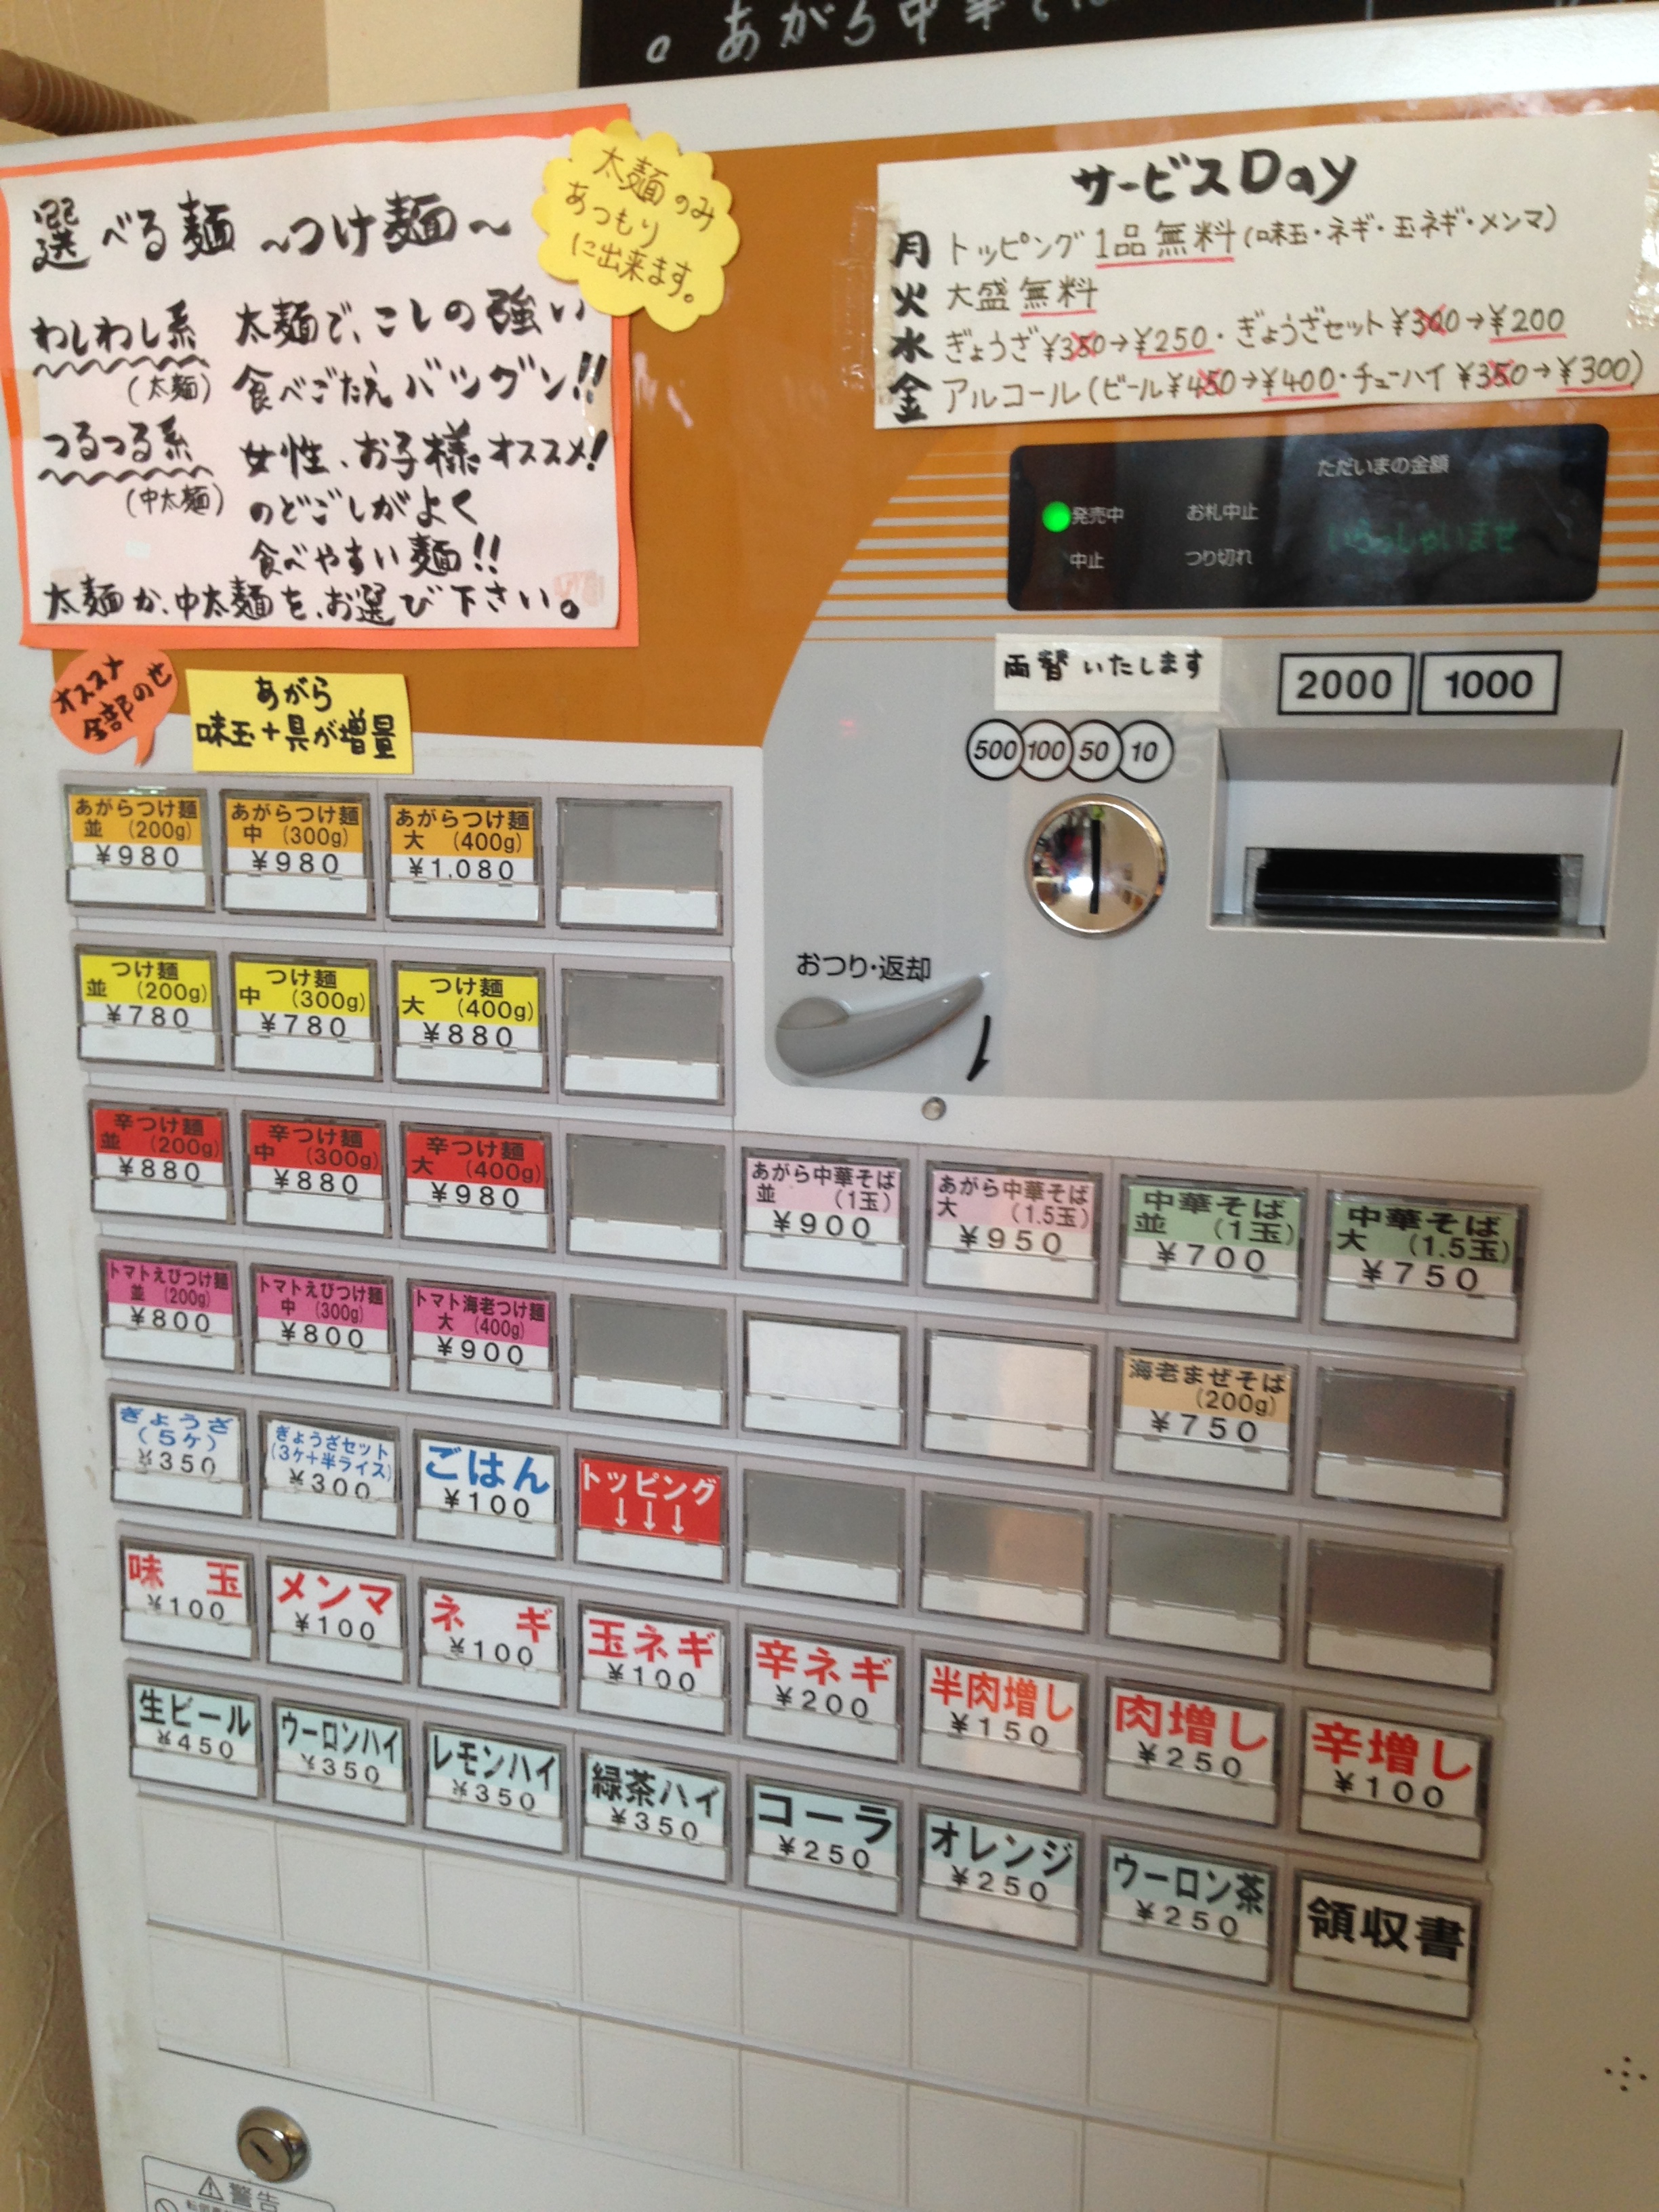 。あがら中華そば
選べる麺 〜つけ麺〜
わしわし系 太麺で、こしの強い
(太麺) 食べごたえバツグン!!
つるつる系 女性、お子様オススメ!
(中太麺) のどごしがよく
食べやすい麺!!
太麺か、中太麺を、お選び下さい。
太麺のみ
あつもり
に出来ます。
サービスDay
月 トッピング1品無料(味玉・ネギ・玉ネギ・メンマ)
火 大盛無料
水 ぎょうざ¥350→¥250・ぎょうざセット¥300→¥200
金 アルコール(ビール¥450→¥400・チューハイ¥350→¥300)
ただいまの金額
発売中 お札中止 いらっしゃいませ
中止 つり切れ
両替いたします
2000 1000
500 100 50 10
おつり・返却
オススメ
全部のせ
あがら
味玉+具が増量
あがらつけ麺
並 (200g)
¥980
あがらつけ麺
中 (300g)
¥980
あがらつけ麺
大 (400g)
¥1,080
つけ麺
並 (200g)
¥780
つけ麺
中 (300g)
¥780
つけ麺
大 (400g)
¥880
辛つけ麺
並 (200g)
¥880
辛つけ麺
中 (300g)
¥880
辛つけ麺
大 (400g)
¥980
あがら中華そば
並 (1玉)
¥900
あがら中華そば
大 (1.5玉)
¥950
中華そば
並 (1玉)
¥700
中華そば
大 (1.5玉)
¥750
トマトえびつけ麺
並 (200g)
¥800
トマトえびつけ麺
中 (300g)
¥800
トマト海老つけ麺
大 (400g)
¥900
海老まぜそば
(200g)
¥750
ぎょうざ
(5ヶ)
¥350
ぎょうざセット
(3ケ+半ライス)
¥300
ごはん
¥100
トッピング
↓↓↓
味玉
¥100
メンマ
¥100
ネギ
¥100
玉ネギ
¥100
辛ネギ
¥200
半肉増し
¥150
肉増し
¥250
辛増し
¥100
生ビール
¥450
ウーロンハイ
¥350
レモンハイ
¥350
緑茶ハイ
¥350
コーラ
¥250
オレンジ
¥250
ウーロン茶
¥250
領収書
警告